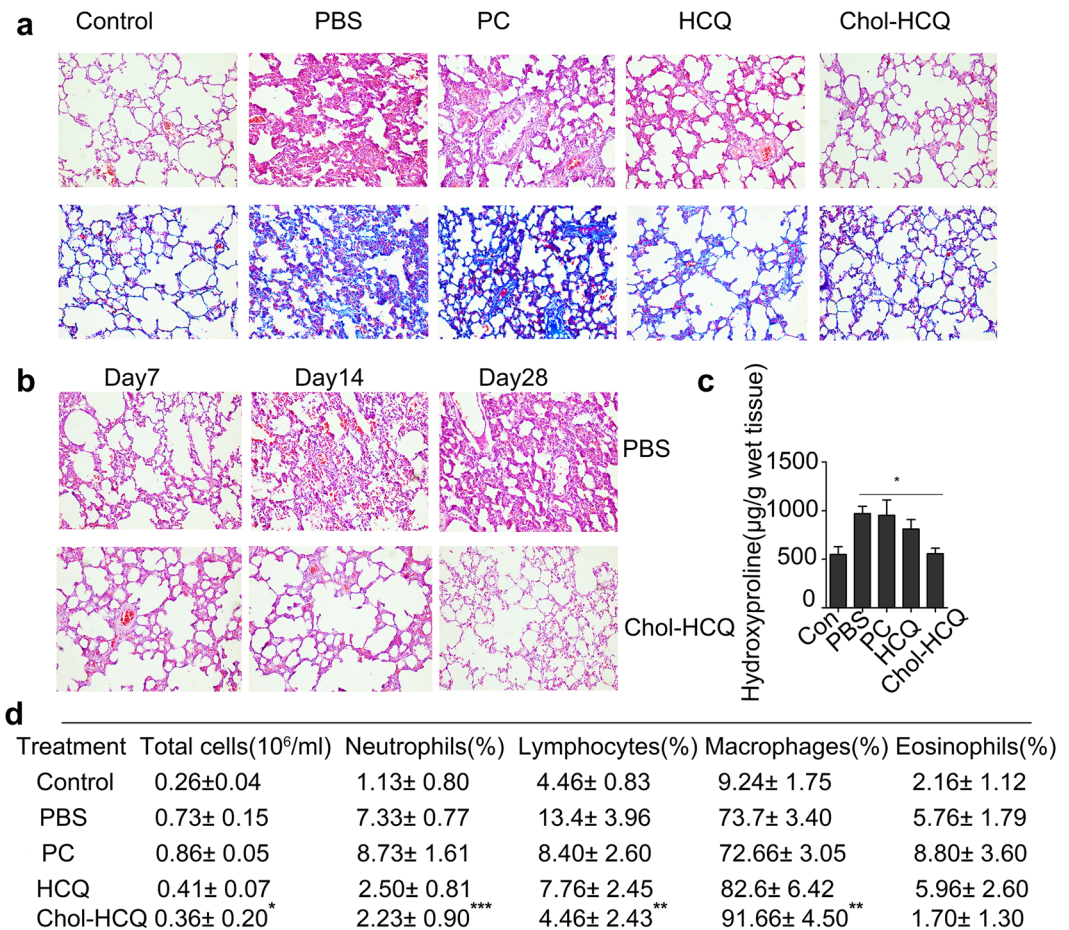 a
Control PBS PC HCQ Chol-HCQ
b
Day7 Day14 Day28
PBS
Chol-HCQ
c
Hydroxyproline(μg/g wet tissue)
1500
1000
500
0
*
Con PBS PC HCQ Chol-HCQ
d
Treatment Total cells(10⁶/ml) Neutrophils(%) Lymphocytes(%) Macrophages(%) Eosinophils(%)
Control 0.26±0.04 1.13± 0.80 4.46± 0.83 9.24± 1.75 2.16± 1.12
PBS 0.73± 0.15 7.33± 0.77 13.4± 3.96 73.7± 3.40 5.76± 1.79
PC 0.86± 0.05 8.73± 1.61 8.40± 2.60 72.66± 3.05 8.80± 3.60
HCQ 0.41± 0.07 2.50± 0.81 7.76± 2.45 82.6± 6.42 5.96± 2.60
Chol-HCQ 0.36± 0.20* 2.23± 0.90*** 4.46± 2.43** 91.66± 4.50** 1.70± 1.30